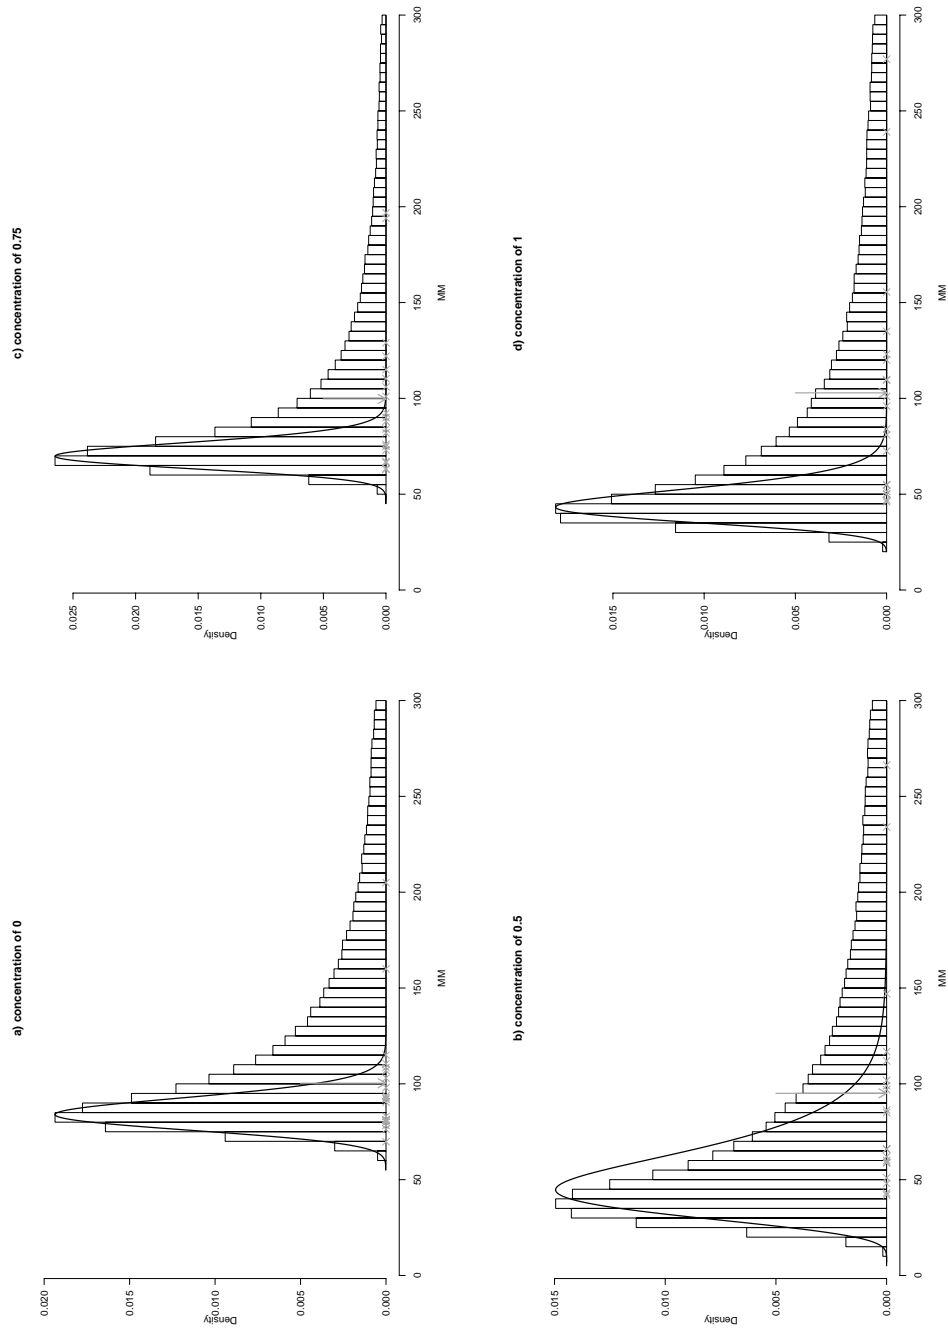 a) concentration of 0
Density
0.000 0.005 0.010 0.015 0.020
0 50 100 150 200 250 300
MM
c) concentration of 0.75
Density
0.000 0.005 0.010 0.015 0.020 0.025
0 50 100 150 200 250 300
MM
b) concentration of 0.5
Density
0.000 0.005 0.010 0.015
0 50 100 150 200 250 300
MM
d) concentration of 1
Density
0.000 0.005 0.010 0.015
0 50 100 150 200 250 300
MM